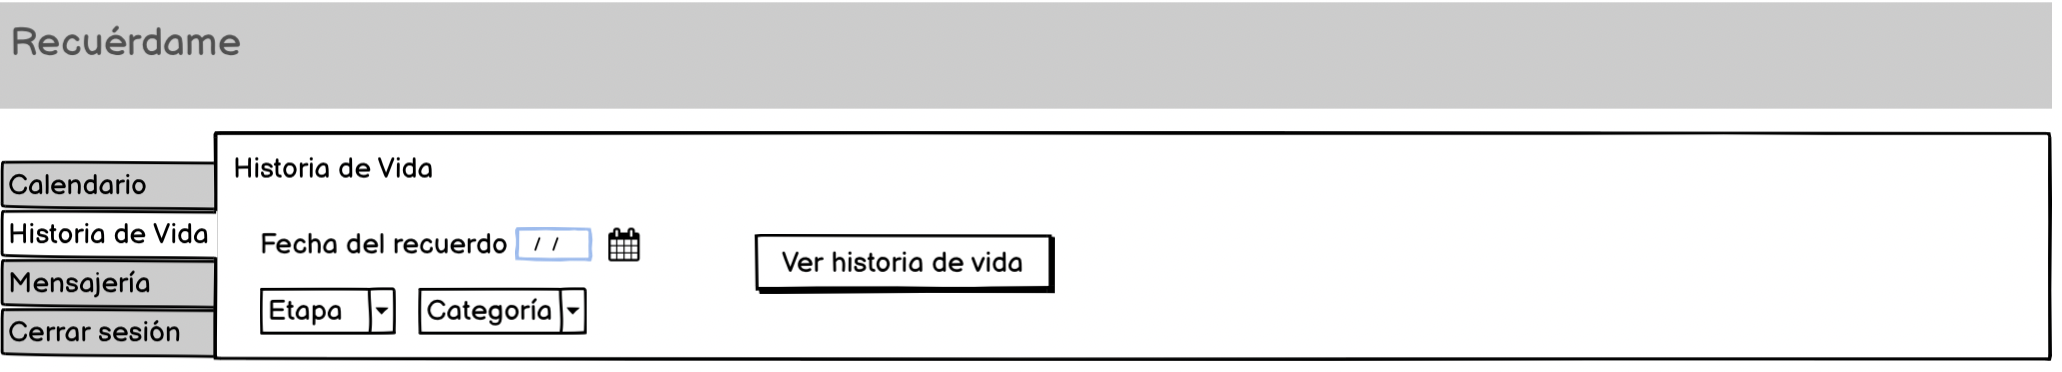 Recuérdame
Calendario
Historia de Vida
Mensajería
Cerrar sesión
Historia de Vida
Fecha del recuerdo / /
Ver historia de vida
Etapa
Categoría